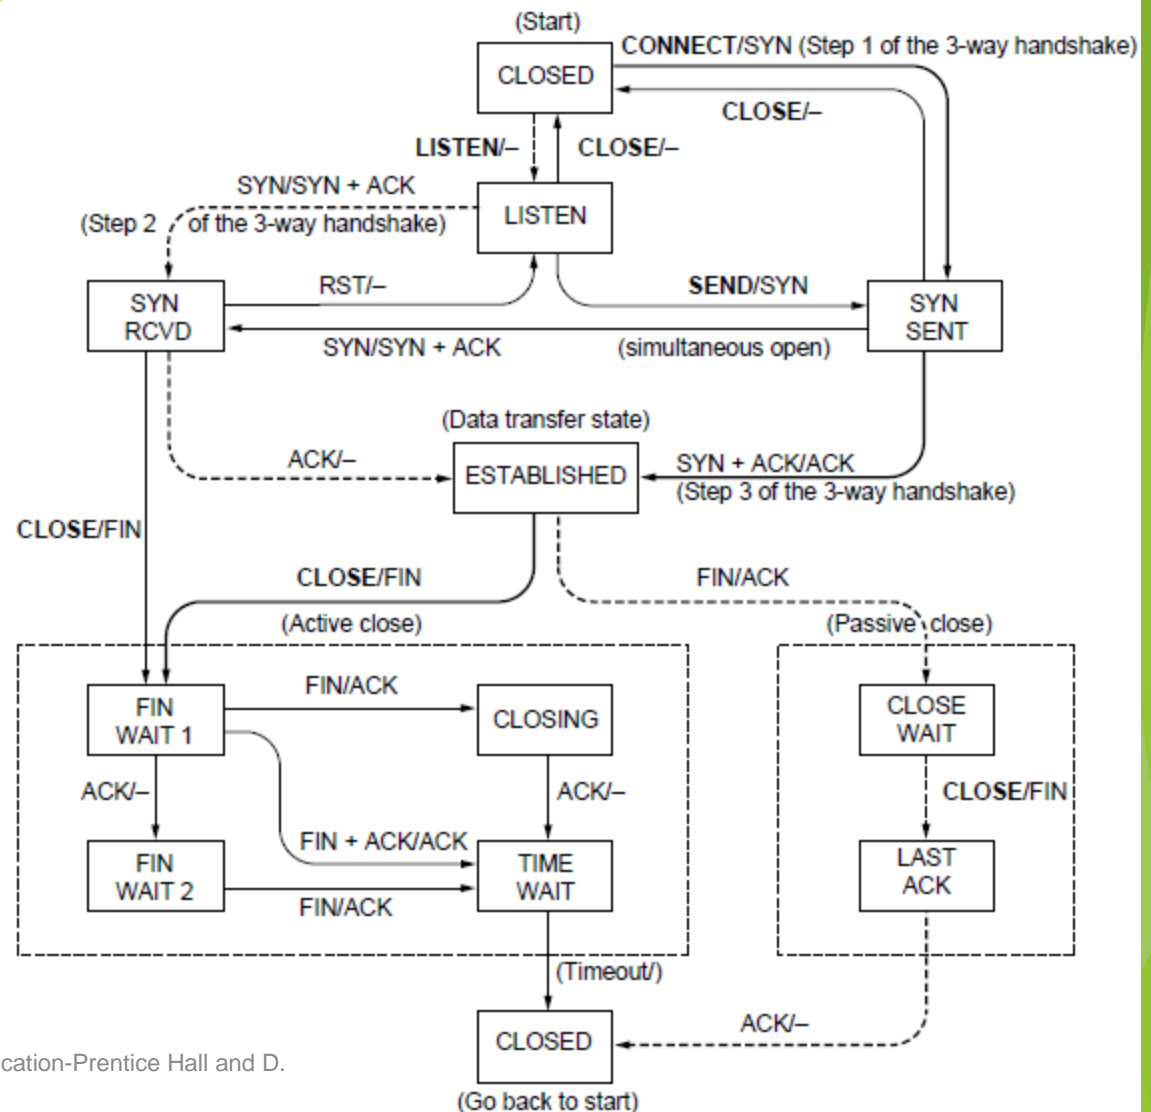 (Start)
CONNECT/SYN (Step 1 of the 3-way handshake)
CLOSED
CLOSE/–
LISTEN/–
CLOSE/–
SYN/SYN + ACK
LISTEN
(Step 2 of the 3-way handshake)
RST/–
SEND/SYN
SYN
RCVD
SYN
SENT
SYN/SYN + ACK
(simultaneous open)
(Data transfer state)
ACK/–
ESTABLISHED
SYN + ACK/ACK
(Step 3 of the 3-way handshake)
CLOSE/FIN
CLOSE/FIN
FIN/ACK
(Active close)
(Passive close)
FIN/ACK
FIN
WAIT 1
CLOSING
CLOSE
WAIT
ACK/–
ACK/–
CLOSE/FIN
FIN + ACK/ACK
FIN
WAIT 2
TIME
WAIT
LAST
ACK
FIN/ACK
(Timeout/)
ACK/–
CLOSED
cation-Prentice Hall and D.
(Go back to start)